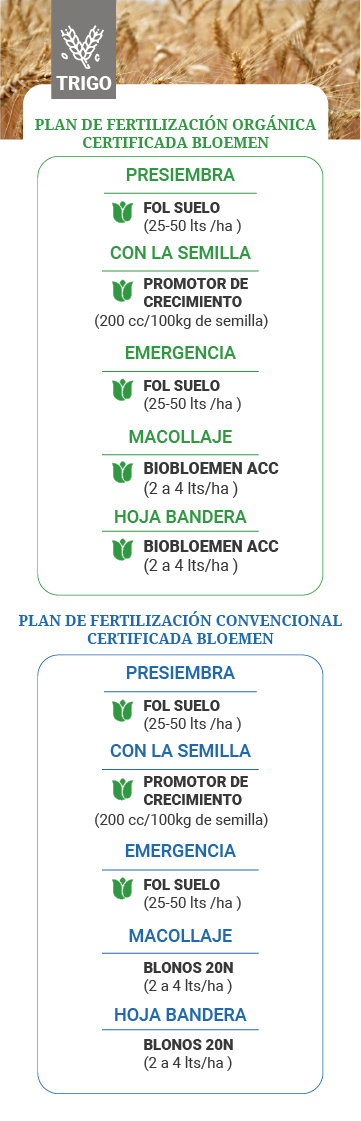 TRIGO
PLAN DE FERTILIZACIÓN ORGÁNICA
CERTIFICADA BLOEMEN
PRESIEMBRA
FOL SUELO
(25-50 lts /ha )
CON LA SEMILLA
PROMOTOR DE
CRECIMIENTO
(200 cc/100kg de semilla)
EMERGENCIA
FOL SUELO
(25-50 lts /ha )
MACOLLAJE
BIOBLOEMEN ACC
(2 a 4 lts/ha )
HOJA BANDERA
BIOBLOEMEN ACC
(2 a 4 lts/ha )
PLAN DE FERTILIZACIÓN CONVENCIONAL
CERTIFICADA BLOEMEN
PRESIEMBRA
FOL SUELO
(25-50 lts /ha )
CON LA SEMILLA
PROMOTOR DE
CRECIMIENTO
(200 cc/100kg de semilla)
EMERGENCIA
FOL SUELO
(25-50 lts /ha )
MACOLLAJE
BLONOS 20N
(2 a 4 lts/ha )
HOJA BANDERA
BLONOS 20N
(2 a 4 lts/ha )